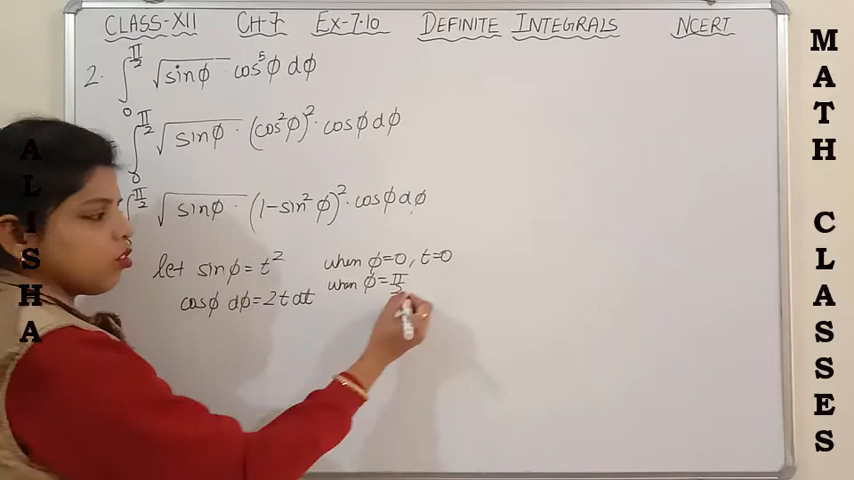 CLASS-XII CH-7 EX-7.10 DEFINITE INTEGRALS NCERT
2. ∫₀^(π/2) √sinϕ cos⁵ϕ dϕ
∫₀^(π/2) √sinϕ · (cos²ϕ)² · cosϕ dϕ
∫^(π/2) √sinϕ · (1-sin²ϕ)² · cosϕ dϕ
let sinϕ = t² when ϕ=0, t=0
cosϕ dϕ = 2t dt when ϕ = π/2
ALISHA
MATH CLASSES